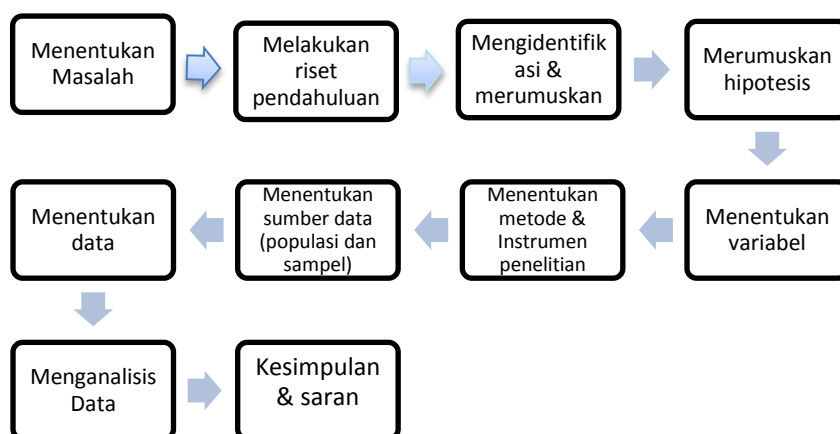 Menentukan
Masalah
Melakukan
riset
pendahuluan
Mengidentifik
asi &
merumuskan
Merumuskan
hipotesis
Menentukan
variabel
Menentukan
metode &
Instrumen
penelitian
Menentukan
sumber data
(populasi dan
sampel)
Menentukan
data
Menganalisis
Data
Kesimpulan
& saran